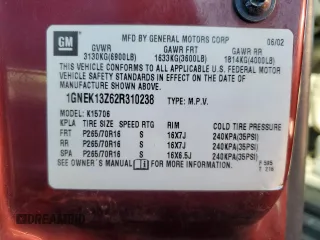 GM
MFD BY GENERAL MOTORS CORP 06/02
GVWR GAWR FRT GAWR RR
3130KG(6900LB) 1633KG(3600LB) 1814KG(4000LB)
THIS VEHICLE CONFORMS TO ALL APPLICABLE U.S. FEDERAL MOTOR
VEHICLE SAFETY STANDARDS IN EFFECT ON THE DATE OF
MANUFACTURE SHOWN ABOVE.
1GNEK13Z62R310238 TYPE: M.P.V.
MODEL: K15706
KPLA TIRE SIZE SPEED RTG RIM COLD TIRE PRESSURE
FRT P265/70R16 S 16X7J 240KPA(35PSI)
RR P265/70R16 S 16X7J 240KPA(35PSI)
SPA P265/70R16 S 16X6.5J 240KPA(35PSI)
SEE OWNER'S MANUAL FOR ADDITIONAL INFORMATION